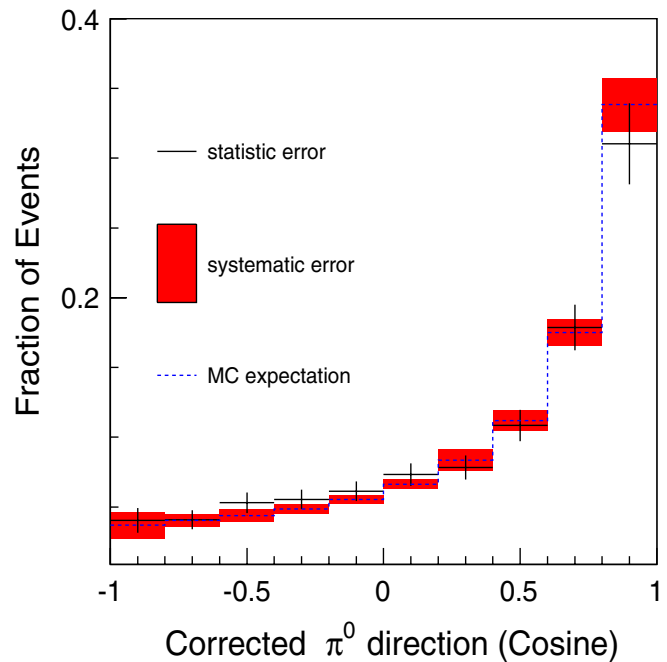 0.4
statistic error
systematic error
0.2
MC expectation
Fraction of Events
-1 -0.5 0 0.5 1
Corrected π⁰ direction (Cosine)